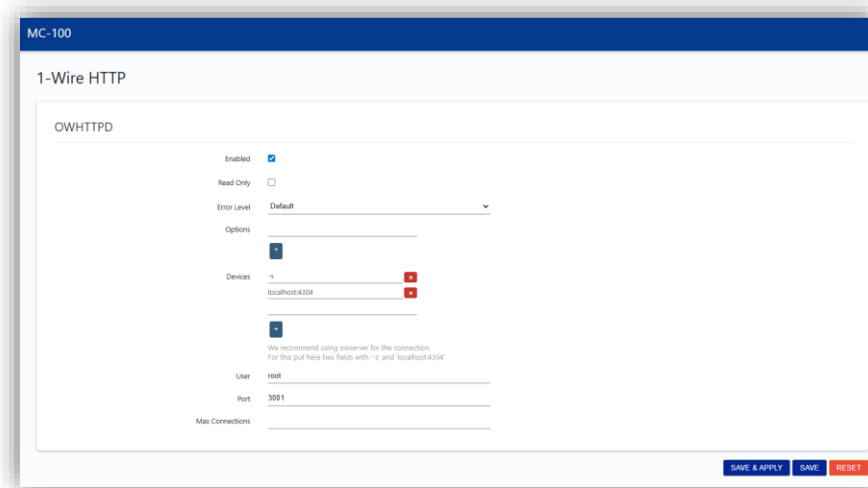 MC-100
1-Wire HTTP
OWHTTPD
Enabled
Read Only
Error Level Default
Options
+
Devices -s ×
localhost:4304 ×
+
We recommend using owserver for the connection.
For this put here two fields with '-s' and 'localhost:4304'
User root
Port 3001
Max Connections
SAVE & APPLY SAVE RESET